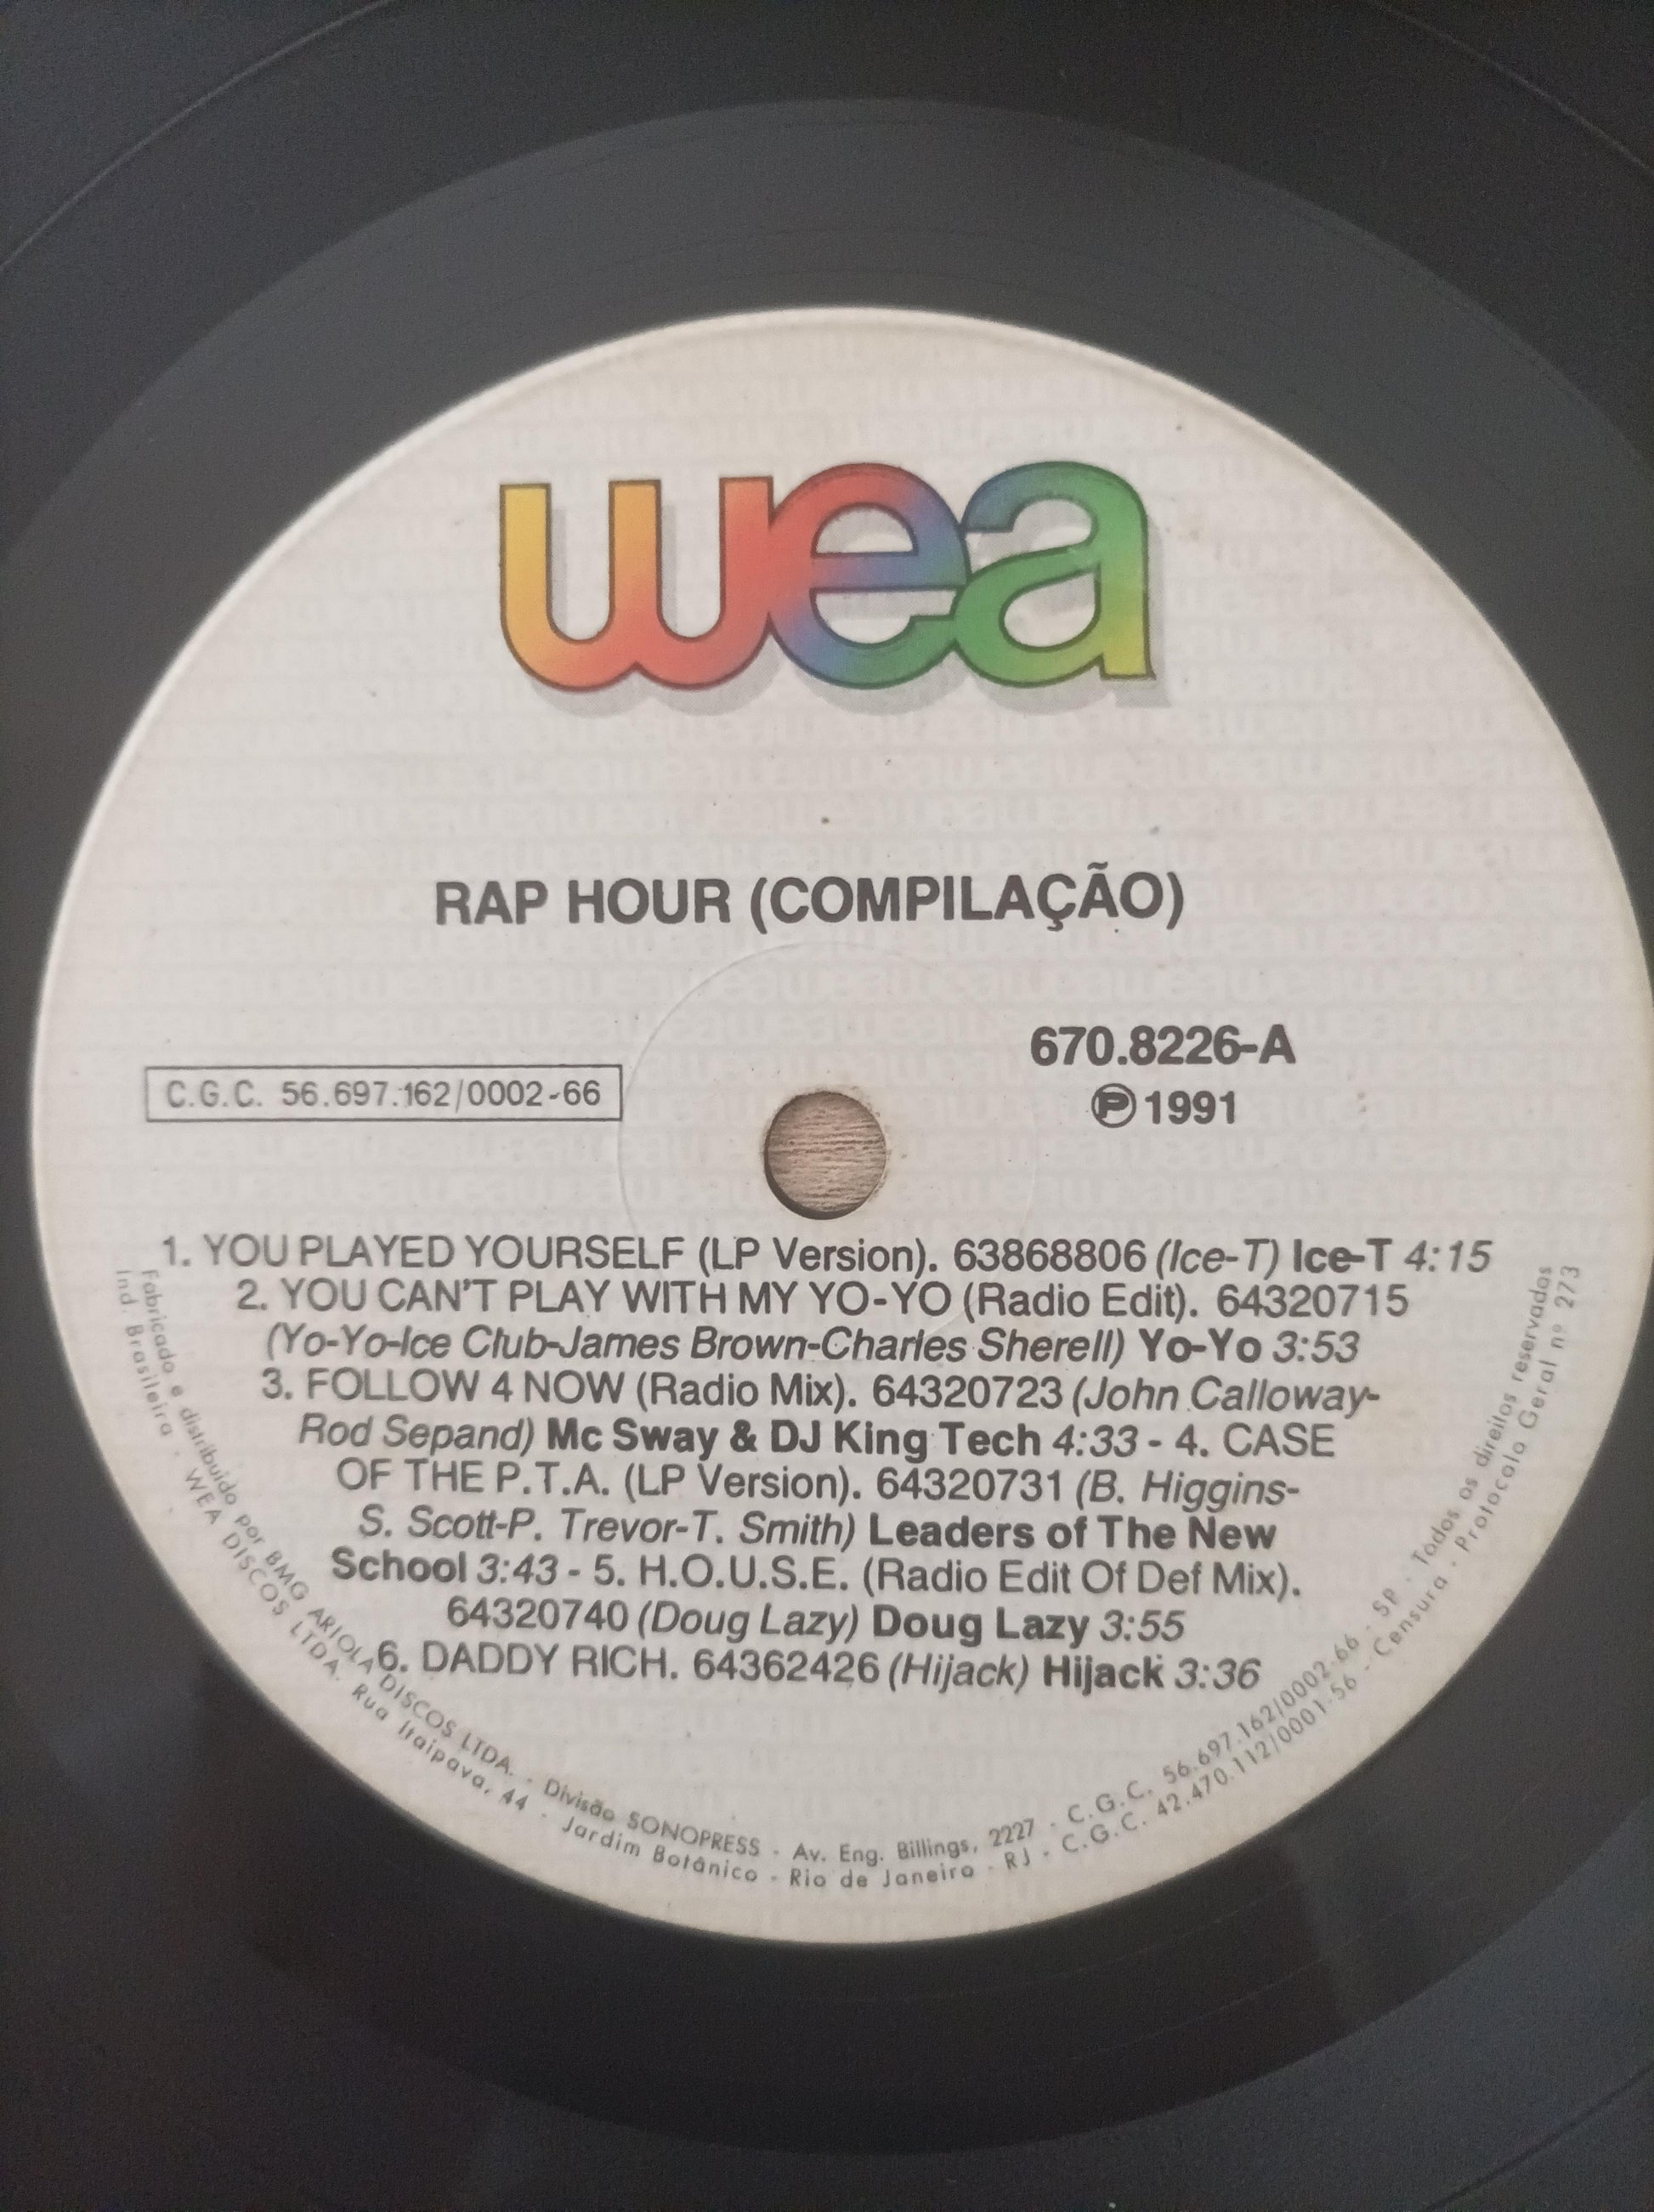 wea
RAP HOUR (COMPILAÇÃO)
670.8226-A
C.G.C. 56.697.162/0002-66
Ⓟ1991
1. YOU PLAYED YOURSELF (LP Version). 63868806 (Ice-T) Ice-T 4:15
2. YOU CAN'T PLAY WITH MY YO-YO (Radio Edit). 64320715
(Yo-Yo-Ice Club-James Brown-Charles Sherell) Yo-Yo 3:53
3. FOLLOW 4 NOW (Radio Mix). 64320723 (John Calloway-
Rod Sepand) Mc Sway & DJ King Tech 4:33 - 4. CASE
OF THE P.T.A. (LP Version). 64320731 (B. Higgins-
S. Scott-P. Trevor-T. Smith) Leaders of The New
School 3:43 - 5. H.O.U.S.E. (Radio Edit Of Def Mix).
64320740 (Doug Lazy) Doug Lazy 3:55
6. DADDY RICH. 64362426 (Hijack) Hijack 3:36
Fabricado e distribuído por BMG ARIOLA DISCOS LTDA. - Divisão SONOPRESS - Av. Eng. Billings, 2227 - C.G.C. 56.697.162/0002-66 - SP - Todos os direitos reservados
Ind. Brasileira - WEA DISCOS LTDA. Rua Itaipava, 44 - Jardim Botânico - Rio de Janeiro - RJ - C.G.C. 42.470.112/0001-56 - Censura - Protocolo Geral nº 273